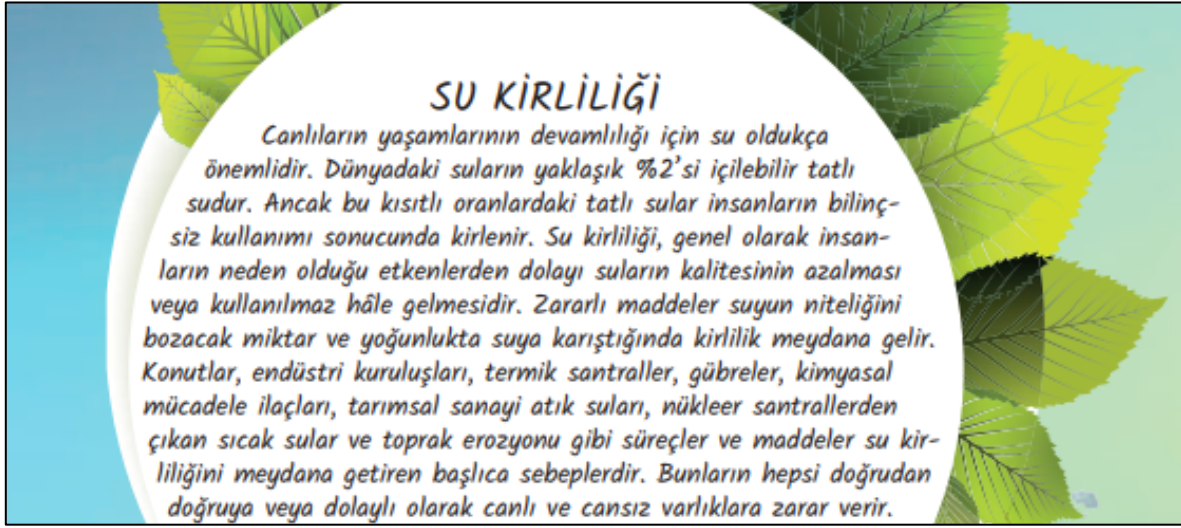 SU KİRLİLİĞİ
Canlıların yaşamlarının devamlılığı için su oldukça
önemlidir. Dünyadaki suların yaklaşık %2’si içilebilir tatlı
sudur. Ancak bu kısıtlı oranlardaki tatlı sular insanların bilinç-
siz kullanımı sonucunda kirlenir. Su kirliliği, genel olarak insan-
ların neden olduğu etkenlerden dolayı suların kalitesinin azalması
veya kullanılmaz hâle gelmesidir. Zararlı maddeler suyun niteliğini
bozacak miktar ve yoğunlukta suya karıştığında kirlilik meydana gelir.
Konutlar, endüstri kuruluşları, termik santraller, gübreler, kimyasal
mücadele ilaçları, tarımsal sanayi atık suları, nükleer santrallerden
çıkan sıcak sular ve toprak erozyonu gibi süreçler ve maddeler su kir-
liliğini meydana getiren başlıca sebeplerdir. Bunların hepsi doğrudan
doğruya veya dolaylı olarak canlı ve cansız varlıklara zarar verir.